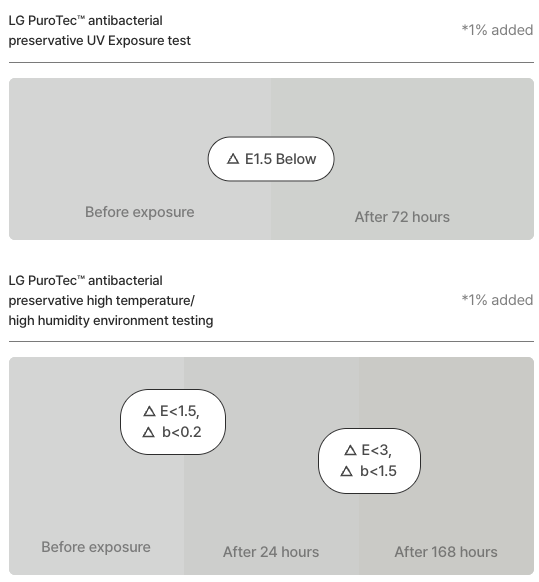 LG PuroTec™ antibacterial
preservative UV Exposure test
*1% added
△ E1.5 Below
Before exposure
After 72 hours
LG PuroTec™ antibacterial
preservative high temperature/
high humidity environment testing
*1% added
△ E<1.5,
△ b<0.2
△ E<3,
△ b<1.5
Before exposure
After 24 hours
After 168 hours